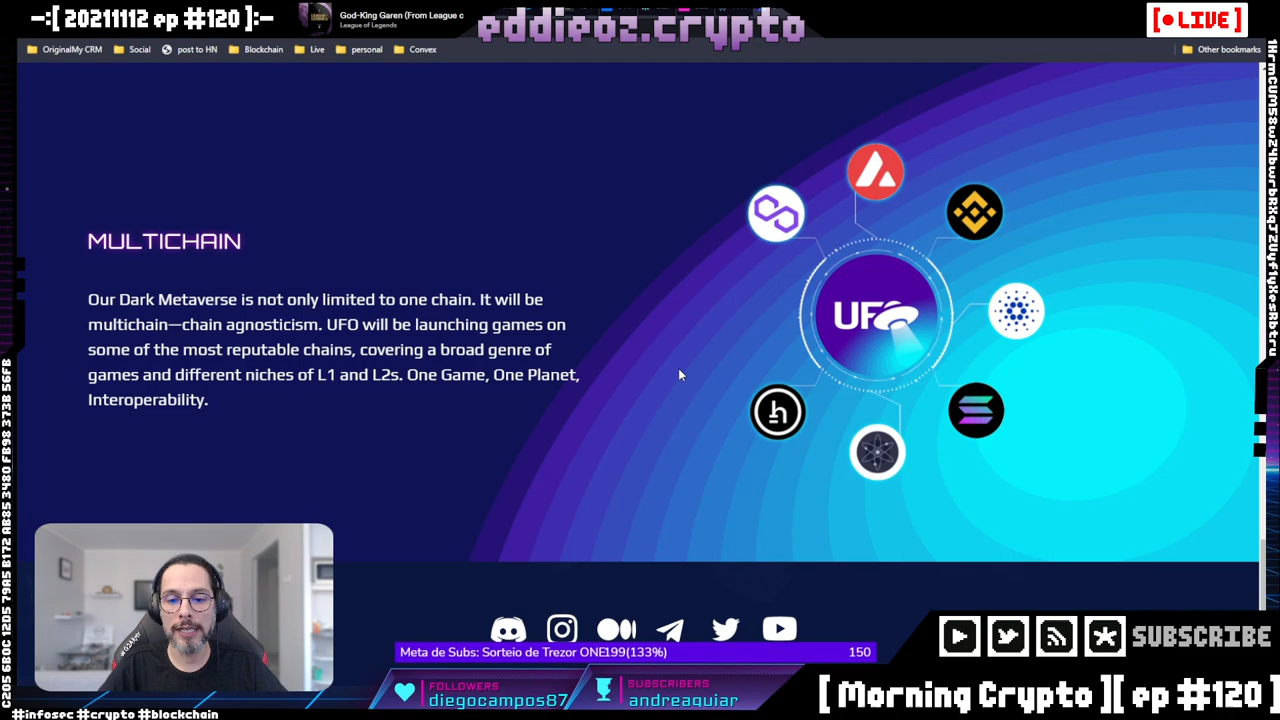 -:[ 20211112 ep #120 ]:-
God-King Garen (From League c
League of Legends
eddieoz.crypto
[● LIVE]
OriginalMy CRM
Social
post to HN
Blockchain
Live
personal
Convex
Other bookmarks
MULTICHAIN
Our Dark Metaverse is not only limited to one chain. It will be
multichain—chain agnosticism. UFO will be launching games on
some of the most reputable chains, covering a broad genre of
games and different niches of L1 and L2s. One Game, One Planet,
Interoperability.
UFO
Meta de Subs: Sorteio de Trezor ONE199(133%)
150
FOLLOWERS
diegocampos87
SUBSCRIBERS
andreaquiar
SUBSCRIBE
[ Morning Crypto ][ ep #120 ]
#infosec #crypto #blockchain